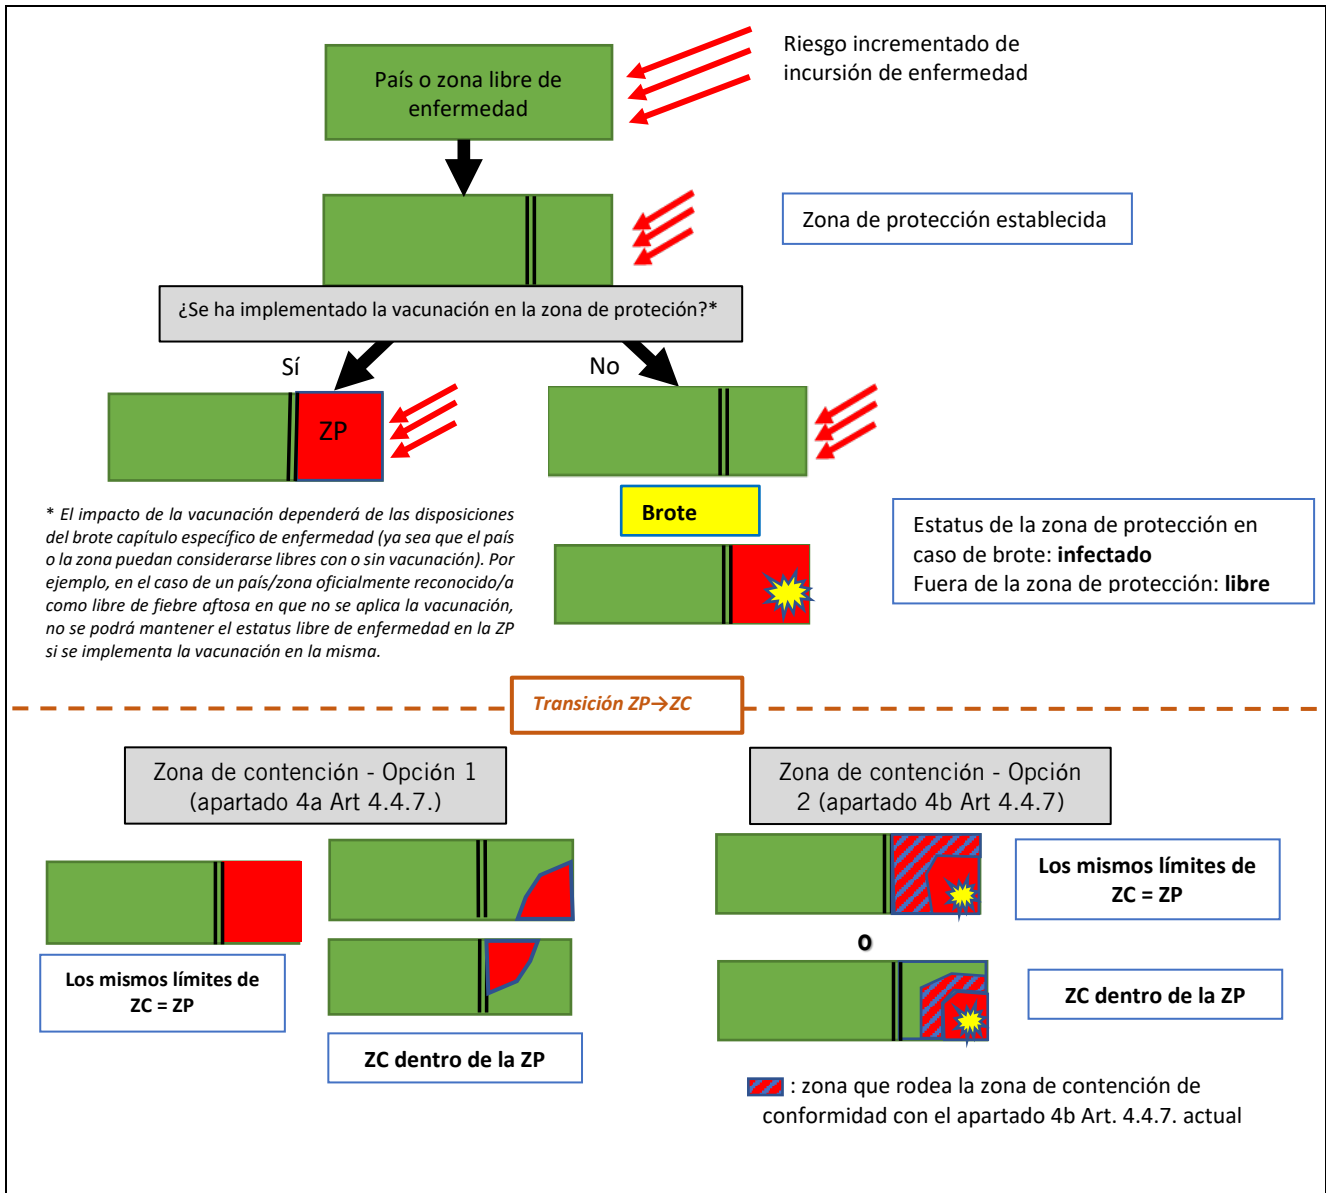 País o zona libre de
enfermedad
Riesgo incrementado de
incursión de enfermedad
Zona de protección establecida
¿Se ha implementado la vacunación en la zona de proteción?*
Sí
No
ZP
Brote
* El impacto de la vacunación dependerá de las disposiciones
del brote capítulo específico de enfermedad (ya sea que el país
o la zona puedan considerarse libres con o sin vacunación). Por
ejemplo, en el caso de un país/zona oficialmente reconocido/a
como libre de fiebre aftosa en que no se aplica la vacunación,
no se podrá mantener el estatus libre de enfermedad en la ZP
si se implementa la vacunación en la misma.
Estatus de la zona de protección en
caso de brote: infectado
Fuera de la zona de protección: libre
Transición ZP→ZC
Zona de contención - Opción 1
(apartado 4a Art 4.4.7.)
Zona de contención - Opción
2 (apartado 4b Art 4.4.7)
Los mismos límites de
ZC = ZP
ZC dentro de la ZP
Los mismos límites de
ZC = ZP
o
ZC dentro de la ZP
: zona que rodea la zona de contención de
conformidad con el apartado 4b Art. 4.4.7. actual